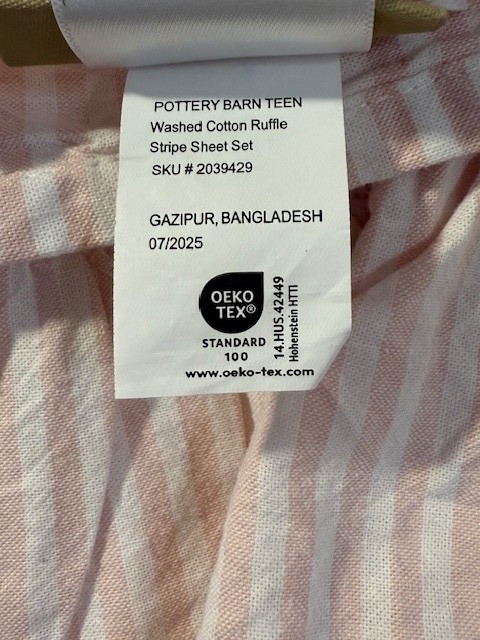 POTTERY BARN TEEN
Washed Cotton Ruffle
Stripe Sheet Set
SKU # 2039429
GAZIPUR, BANGLADESH
07/2025
OEKO
TEX®
STANDARD
100
14.HUS.42449
Hohenstein HTTI
www.oeko-tex.com